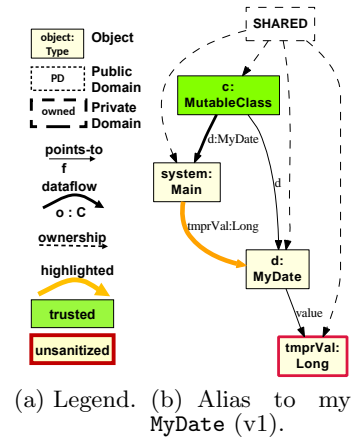 object:
Type
Object
PD
Public
Domain
owned
Private
Domain
points-to
f
dataflow
o : C
ownership
highlighted
trusted
unsanitized
(a) Legend.
SHARED
c:
MutableClass
d:MyDate
system:
Main
d
tmprVal:Long
d:
MyDate
value
tmprVal:
Long
(b) Alias to my
MyDate (v1).